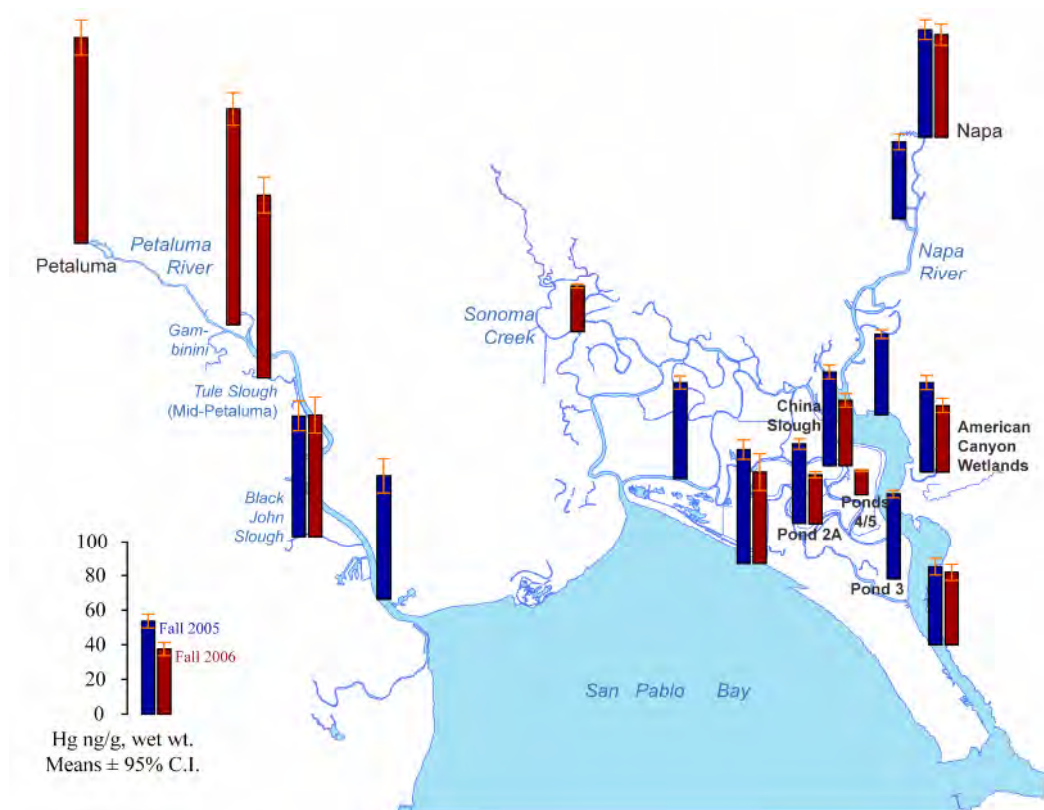 Napa
Petaluma
River
Petaluma
Napa
River
Sonoma
Creek
Gam-
binini
Tule Slough
(Mid-Petaluma)
China
Slough
American
Canyon
Wetlands
Ponds
4/5
Pond 2A
Black
John
Slough
Pond 3
100
80
60
40
20
0
Fall 2005
Fall 2006
San Pablo Bay
Hg ng/g, wet wt.
Means ± 95% C.I.